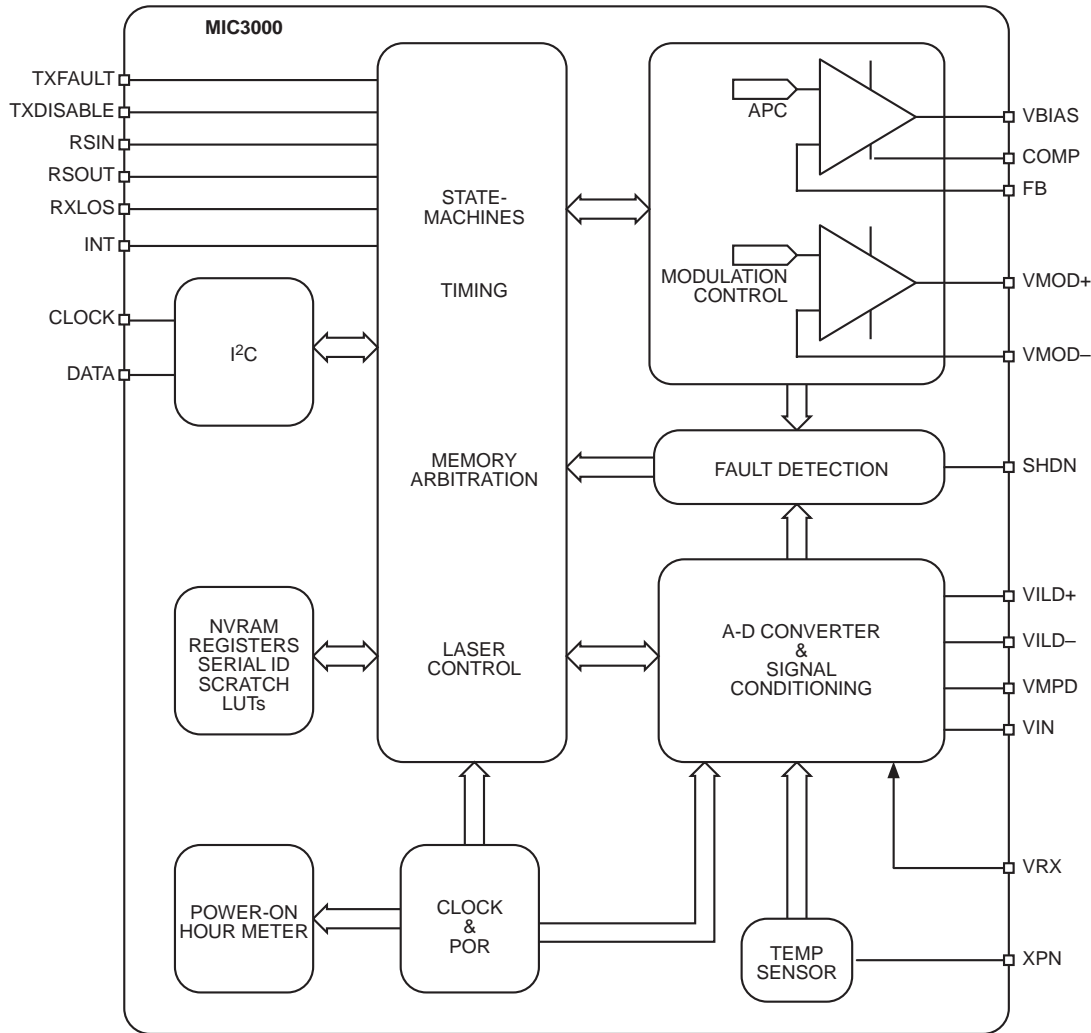 MIC3000
TXFAULT
TXDISABLE
RSIN
RSOUT
RXLOS
INT
CLOCK
DATA
I²C
STATE-
MACHINES
TIMING
MEMORY
ARBITRATION
LASER
CONTROL
APC
MODULATION
CONTROL
VBIAS
COMP
FB
VMOD+
VMOD–
FAULT DETECTION
SHDN
NVRAM
REGISTERS
SERIAL ID
SCRATCH
LUTs
A-D CONVERTER
&
SIGNAL
CONDITIONING
VILD+
VILD–
VMPD
VIN
POWER-ON
HOUR METER
CLOCK
&
POR
TEMP
SENSOR
VRX
XPN